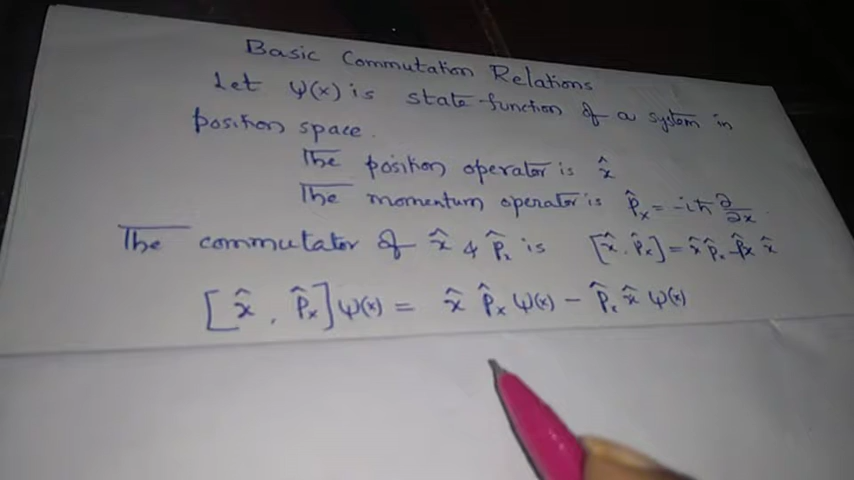 Basic Commutation Relations
Let ψ(x) is state function of a system in
position space.
The position operator is x̂
The momentum operator is p̂ₓ = -iħ ∂/∂x
The commutator of x̂ & p̂ₓ is [x̂, p̂ₓ] = x̂ p̂ₓ - p̂ₓ x̂
[x̂, p̂ₓ] ψ(x) = x̂ p̂ₓ ψ(x) - p̂ₓ x̂ ψ(x)